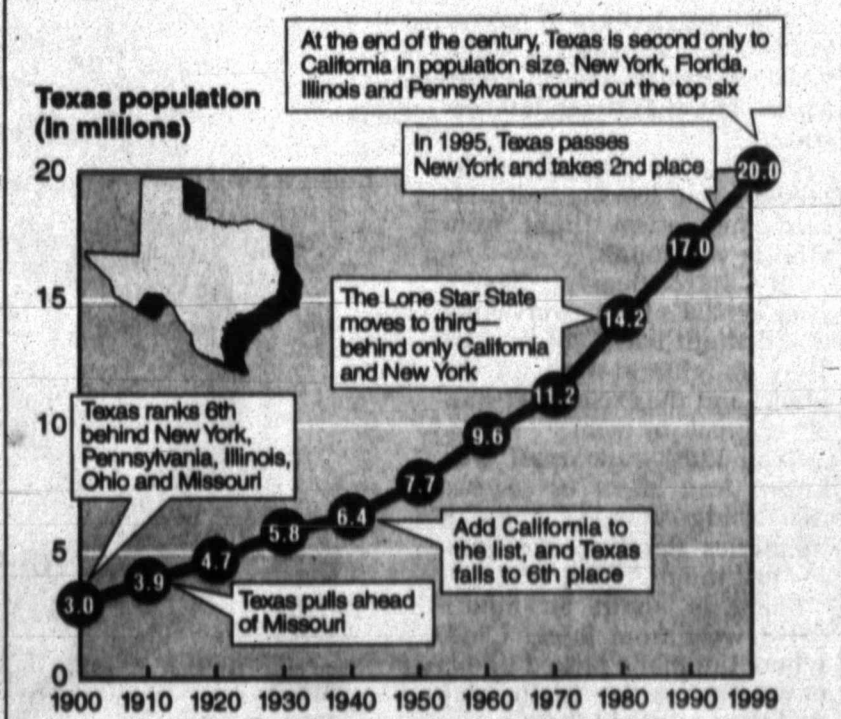 At the end of the century, Texas is second only to
California in population size. New York, Florida,
Illinois and Pennsylvania round out the top six
Texas population
(In millions)
In 1995, Texas passes
New York and takes 2nd place
20.0
20
17.0
The Lone Star State
moves to third—
behind only California
and New York
15
14.2
11.2
Texas ranks 6th
behind New York,
Pennsylvania, Illinois,
Ohio and Missouri
10
9.6
7.7
6.4
5.8
Add California to
the list, and Texas
falls to 6th place
5
4.7
3.9
3.0
Texas pulls ahead
of Missouri
0
1900 1910 1920 1930 1940 1950 1960 1970 1980 1990 1999